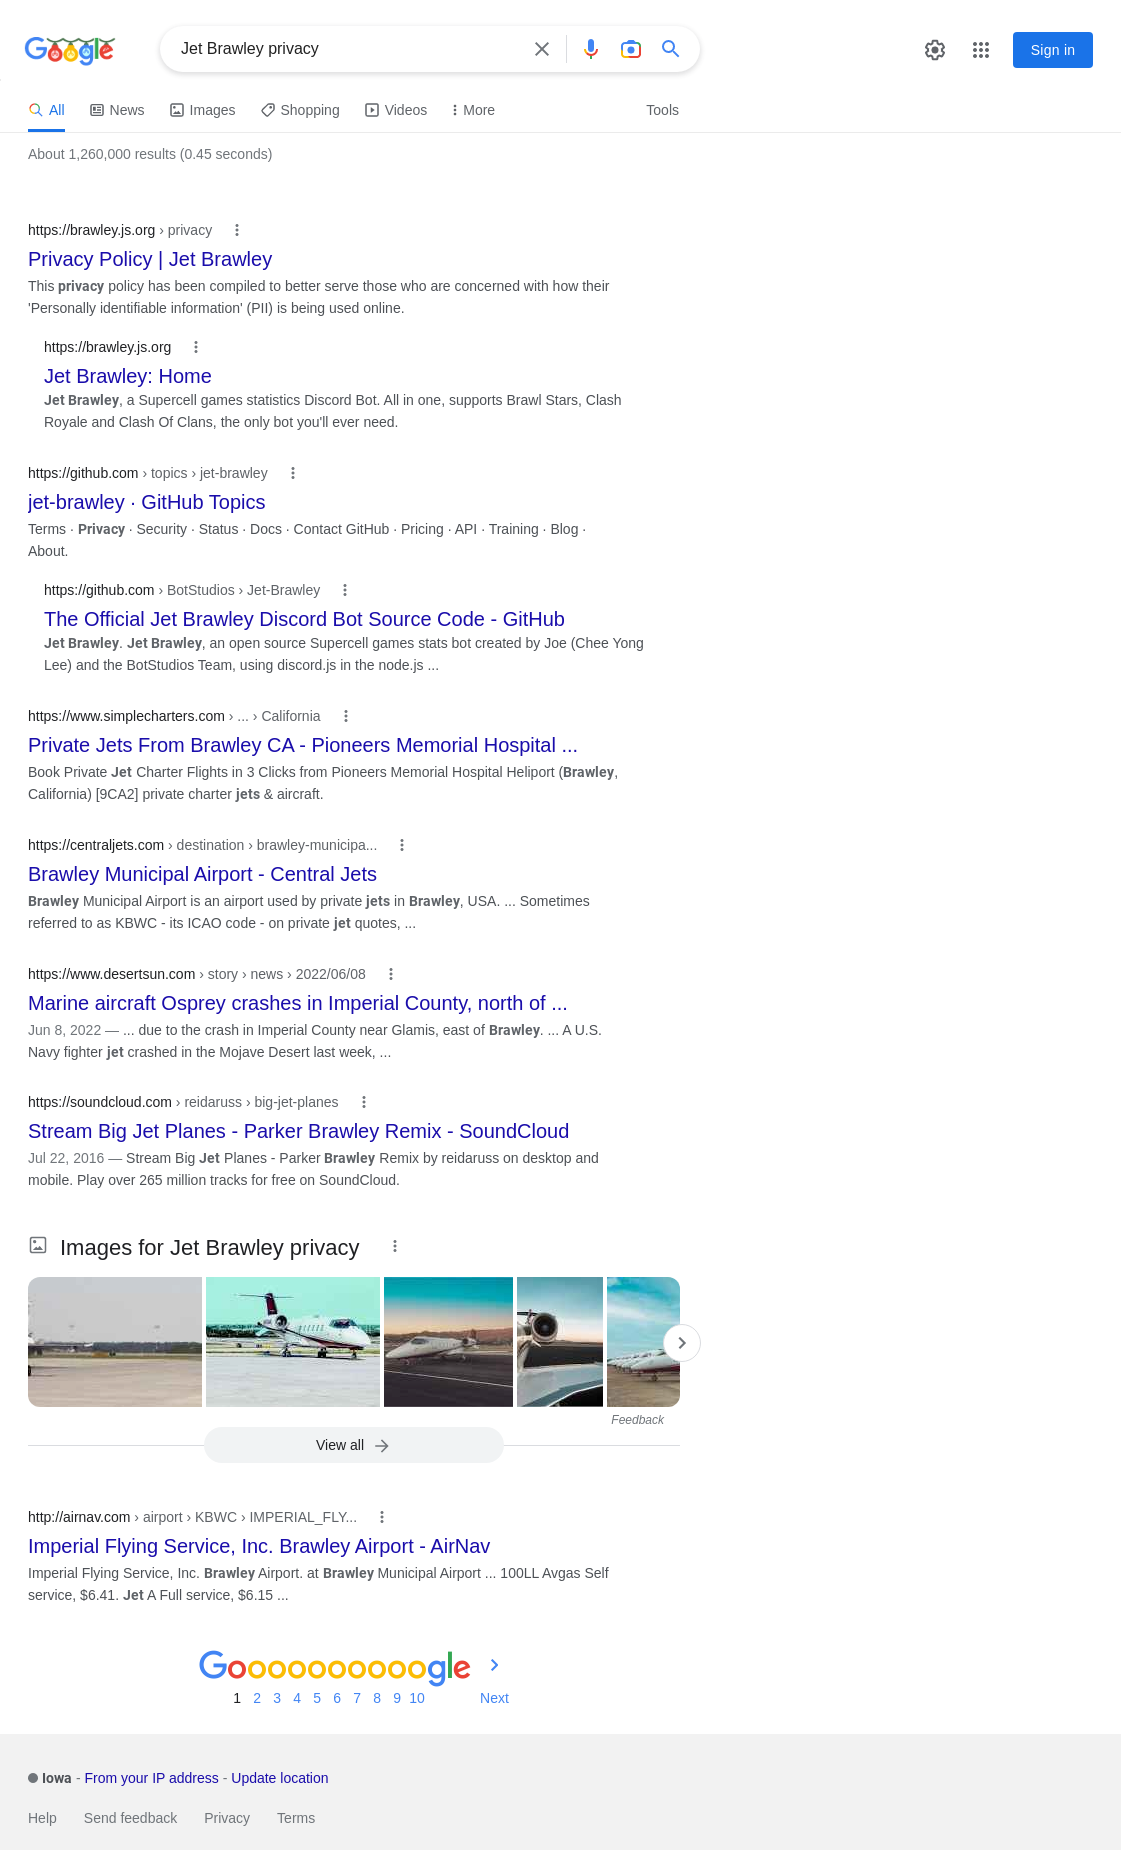 Google
Jet Brawley privacy
Sign in
All News Images Shopping Videos More Tools
About 1,260,000 results (0.45 seconds)
https://brawley.js.org › privacy
Privacy Policy | Jet Brawley
This privacy policy has been compiled to better serve those who are concerned with how their
'Personally identifiable information' (PII) is being used online.
https://brawley.js.org
Jet Brawley: Home
Jet Brawley, a Supercell games statistics Discord Bot. All in one, supports Brawl Stars, Clash
Royale and Clash Of Clans, the only bot you'll ever need.
https://github.com › topics › jet-brawley
jet-brawley · GitHub Topics
Terms · Privacy · Security · Status · Docs · Contact GitHub · Pricing · API · Training · Blog ·
About.
https://github.com › BotStudios › Jet-Brawley
The Official Jet Brawley Discord Bot Source Code - GitHub
Jet Brawley. Jet Brawley, an open source Supercell games stats bot created by Joe (Chee Yong
Lee) and the BotStudios Team, using discord.js in the node.js ...
https://www.simplecharters.com › ... › California
Private Jets From Brawley CA - Pioneers Memorial Hospital ...
Book Private Jet Charter Flights in 3 Clicks from Pioneers Memorial Hospital Heliport (Brawley,
California) [9CA2] private charter jets & aircraft.
https://centraljets.com › destination › brawley-municipa...
Brawley Municipal Airport - Central Jets
Brawley Municipal Airport is an airport used by private jets in Brawley, USA. ... Sometimes
referred to as KBWC - its ICAO code - on private jet quotes, ...
https://www.desertsun.com › story › news › 2022/06/08
Marine aircraft Osprey crashes in Imperial County, north of ...
Jun 8, 2022 — ... due to the crash in Imperial County near Glamis, east of Brawley. ... A U.S.
Navy fighter jet crashed in the Mojave Desert last week, ...
https://soundcloud.com › reidaruss › big-jet-planes
Stream Big Jet Planes - Parker Brawley Remix - SoundCloud
Jul 22, 2016 — Stream Big Jet Planes - Parker Brawley Remix by reidaruss on desktop and
mobile. Play over 265 million tracks for free on SoundCloud.
Images for Jet Brawley privacy
Feedback
View all
http://airnav.com › airport › KBWC › IMPERIAL_FLY...
Imperial Flying Service, Inc. Brawley Airport - AirNav
Imperial Flying Service, Inc. Brawley Airport. at Brawley Municipal Airport ... 100LL Avgas Self
service, $6.41. Jet A Full service, $6.15 ...
Goooooooooogle
1 2 3 4 5 6 7 8 9 10 Next
Iowa - From your IP address - Update location
Help Send feedback Privacy Terms